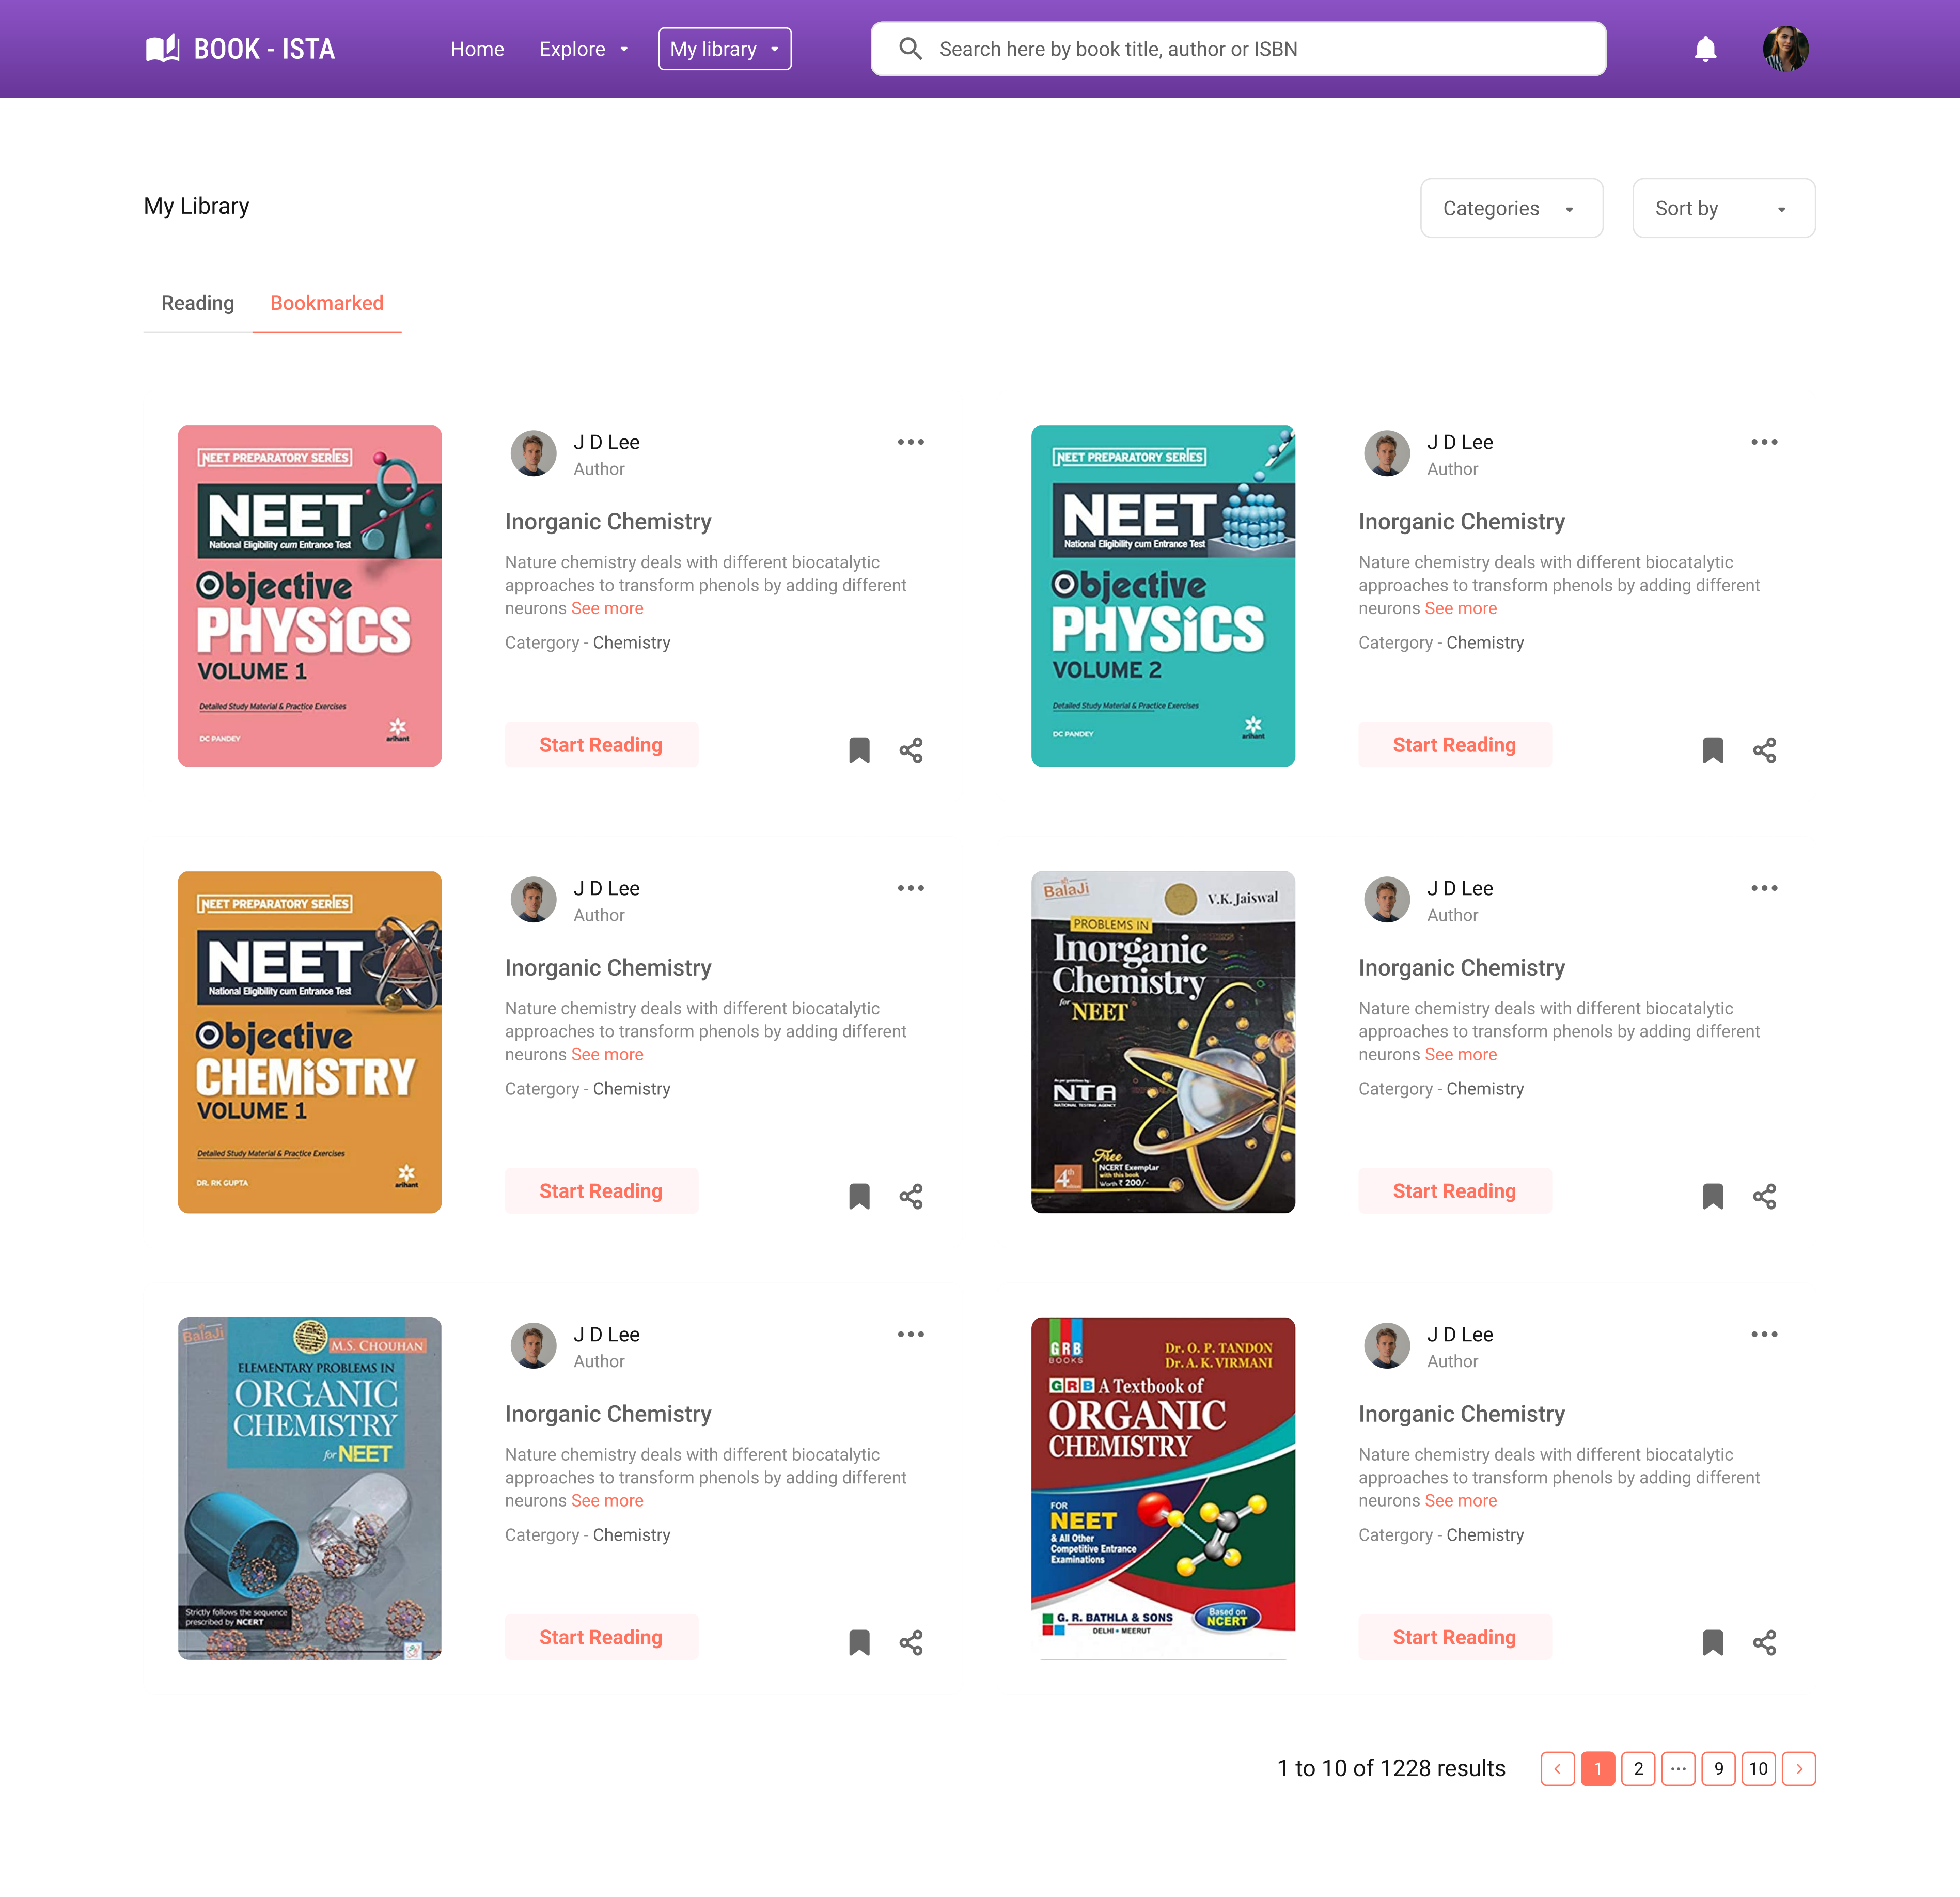 BOOK - ISTA
Home
Explore
My library
Search here by book title, author or ISBN
My Library
Categories
Sort by
Reading
Bookmarked
NEET PREPARATORY SERIES
NEET
National Eligibility cum Entrance Test
Objective
PHYSICS
VOLUME 1
Detailed Study Material & Practice Exercises
DC PANDEY
arihant
J D Lee
Author
Inorganic Chemistry
Nature chemistry deals with different biocatalytic
approaches to transform phenols by adding different
neurons See more
Catergory - Chemistry
Start Reading
NEET PREPARATORY SERIES
NEET
National Eligibility cum Entrance Test
Objective
PHYSICS
VOLUME 2
Detailed Study Material & Practice Exercises
DC PANDEY
arihant
J D Lee
Author
Inorganic Chemistry
Nature chemistry deals with different biocatalytic
approaches to transform phenols by adding different
neurons See more
Catergory - Chemistry
Start Reading
NEET PREPARATORY SERIES
NEET
National Eligibility cum Entrance Test
Objective
CHEMISTRY
VOLUME 1
Detailed Study Material & Practice Exercises
DR. RK GUPTA
arihant
J D Lee
Author
Inorganic Chemistry
Nature chemistry deals with different biocatalytic
approaches to transform phenols by adding different
neurons See more
Catergory - Chemistry
Start Reading
BalaJi
V.K. Jaiswal
PROBLEMS IN
Inorganic
Chemistry
for NEET
As per guidelines by:
NTA
NATIONAL TESTING AGENCY
Free
NCERT Exemplar
with this book
Worth ₹ 200/-
4th
J D Lee
Author
Inorganic Chemistry
Nature chemistry deals with different biocatalytic
approaches to transform phenols by adding different
neurons See more
Catergory - Chemistry
Start Reading
BalaJi
M.S. CHOUHAN
ELEMENTARY PROBLEMS IN
ORGANIC
CHEMISTRY
for NEET
Strictly follows the sequence
prescribed by NCERT
J D Lee
Author
Inorganic Chemistry
Nature chemistry deals with different biocatalytic
approaches to transform phenols by adding different
neurons See more
Catergory - Chemistry
Start Reading
GRB
BOOKS
Dr. O. P. TANDON
Dr. A. K. VIRMANI
GRB A Textbook of
ORGANIC
CHEMISTRY
FOR
NEET
& All Other
Competitive Entrance
Examinations
G. R. BATHLA & SONS
DELHI • MEERUT
Based on
NCERT
J D Lee
Author
Inorganic Chemistry
Nature chemistry deals with different biocatalytic
approaches to transform phenols by adding different
neurons See more
Catergory - Chemistry
Start Reading
1 to 10 of 1228 results
< 1 2 ... 9 10 >